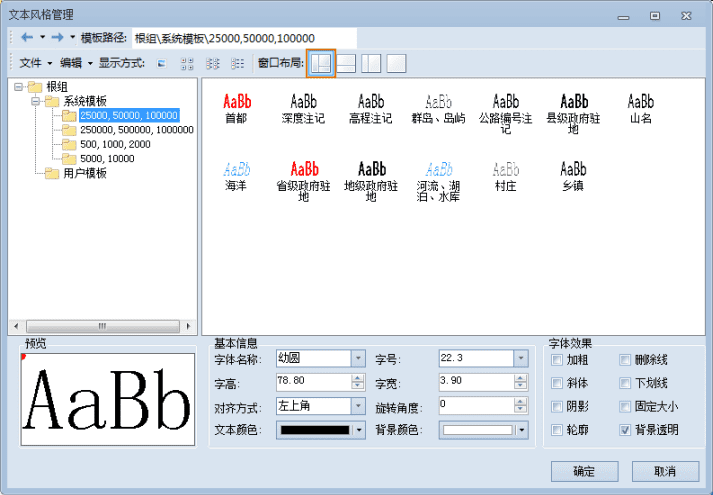 文本风格管理
模板路径: 根组\系统模板\25000,50000,100000
文件 编辑 显示方式: 窗口布局:
根组
系统模板
25000, 50000, 100000
250000, 500000, 1000000
500, 1000, 2000
5000, 10000
用户模板
AaBb AaBb AaBb AaBb AaBb AaBb AaBb
首都 深度注记 高程注记 群岛、岛屿 公路编号注记 县级政府驻地 山名
AaBb AaBb AaBb AaBb AaBb AaBb
海洋 省级政府驻地 地级政府驻地 河流、湖泊、水库 村庄 乡镇
预览
AaBb
基本信息
字体名称: 幼圆 字号: 22.3
字高: 78.80 字宽: 3.90
对齐方式: 左上角 旋转角度: 0
文本颜色: 背景颜色:
字体效果
加粗 删除线
斜体 下划线
阴影 固定大小
轮廓 背景透明
确定 取消